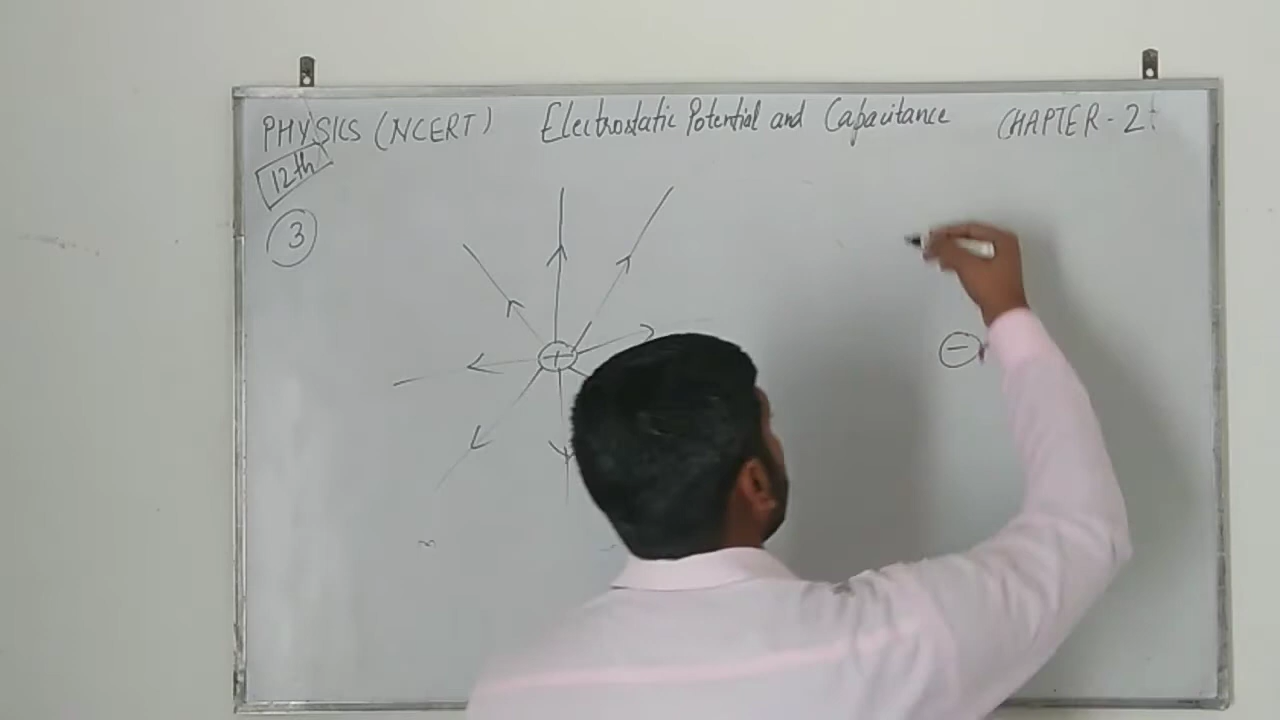 PHYSICS (NCERT) Electrostatic Potential and Capacitance CHAPTER - 2:
12th
3
+
−